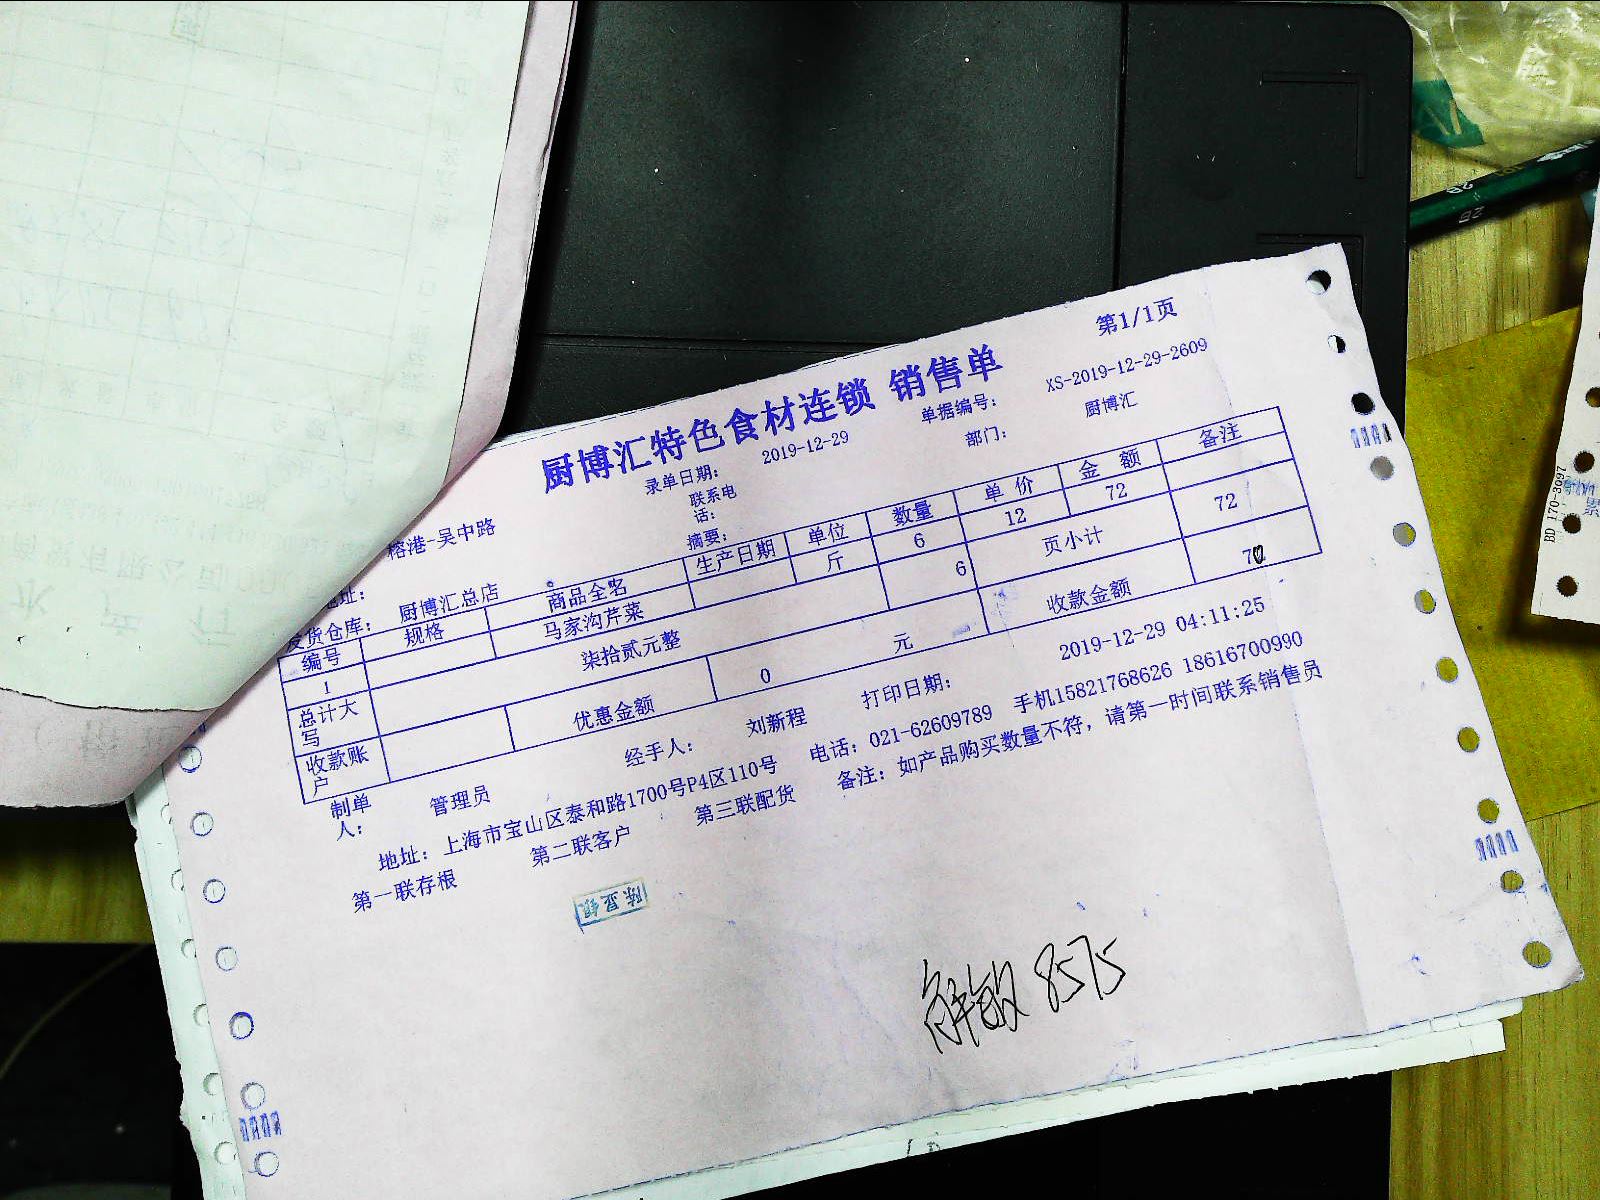 第1/1页
厨博汇特色食材连锁 销售单
录单日期： 2019-12-29 单据编号： XS-2019-12-29-2609
榕港-吴中路 联系电话： 部门： 厨博汇
址： 摘要：
发货仓库： 厨博汇总店
编号 规格 商品全名 生产日期 单位 数量 单价 金额 备注
1 马家沟芹菜 斤 6 12 72
总计大写 柒拾贰元整 6 页小计 72
收款账户 优惠金额 0 元 收款金额 70
制单人： 管理员 经手人： 刘新程 打印日期： 2019-12-29 04:11:25
地址：上海市宝山区泰和路1700号P4区110号 电话：021-62609789 手机15821768626 18616700990
第一联存根 第二联客户 第三联配货 备注：如产品购买数量不符，请第一时间联系销售员
8575
BD 170-3097